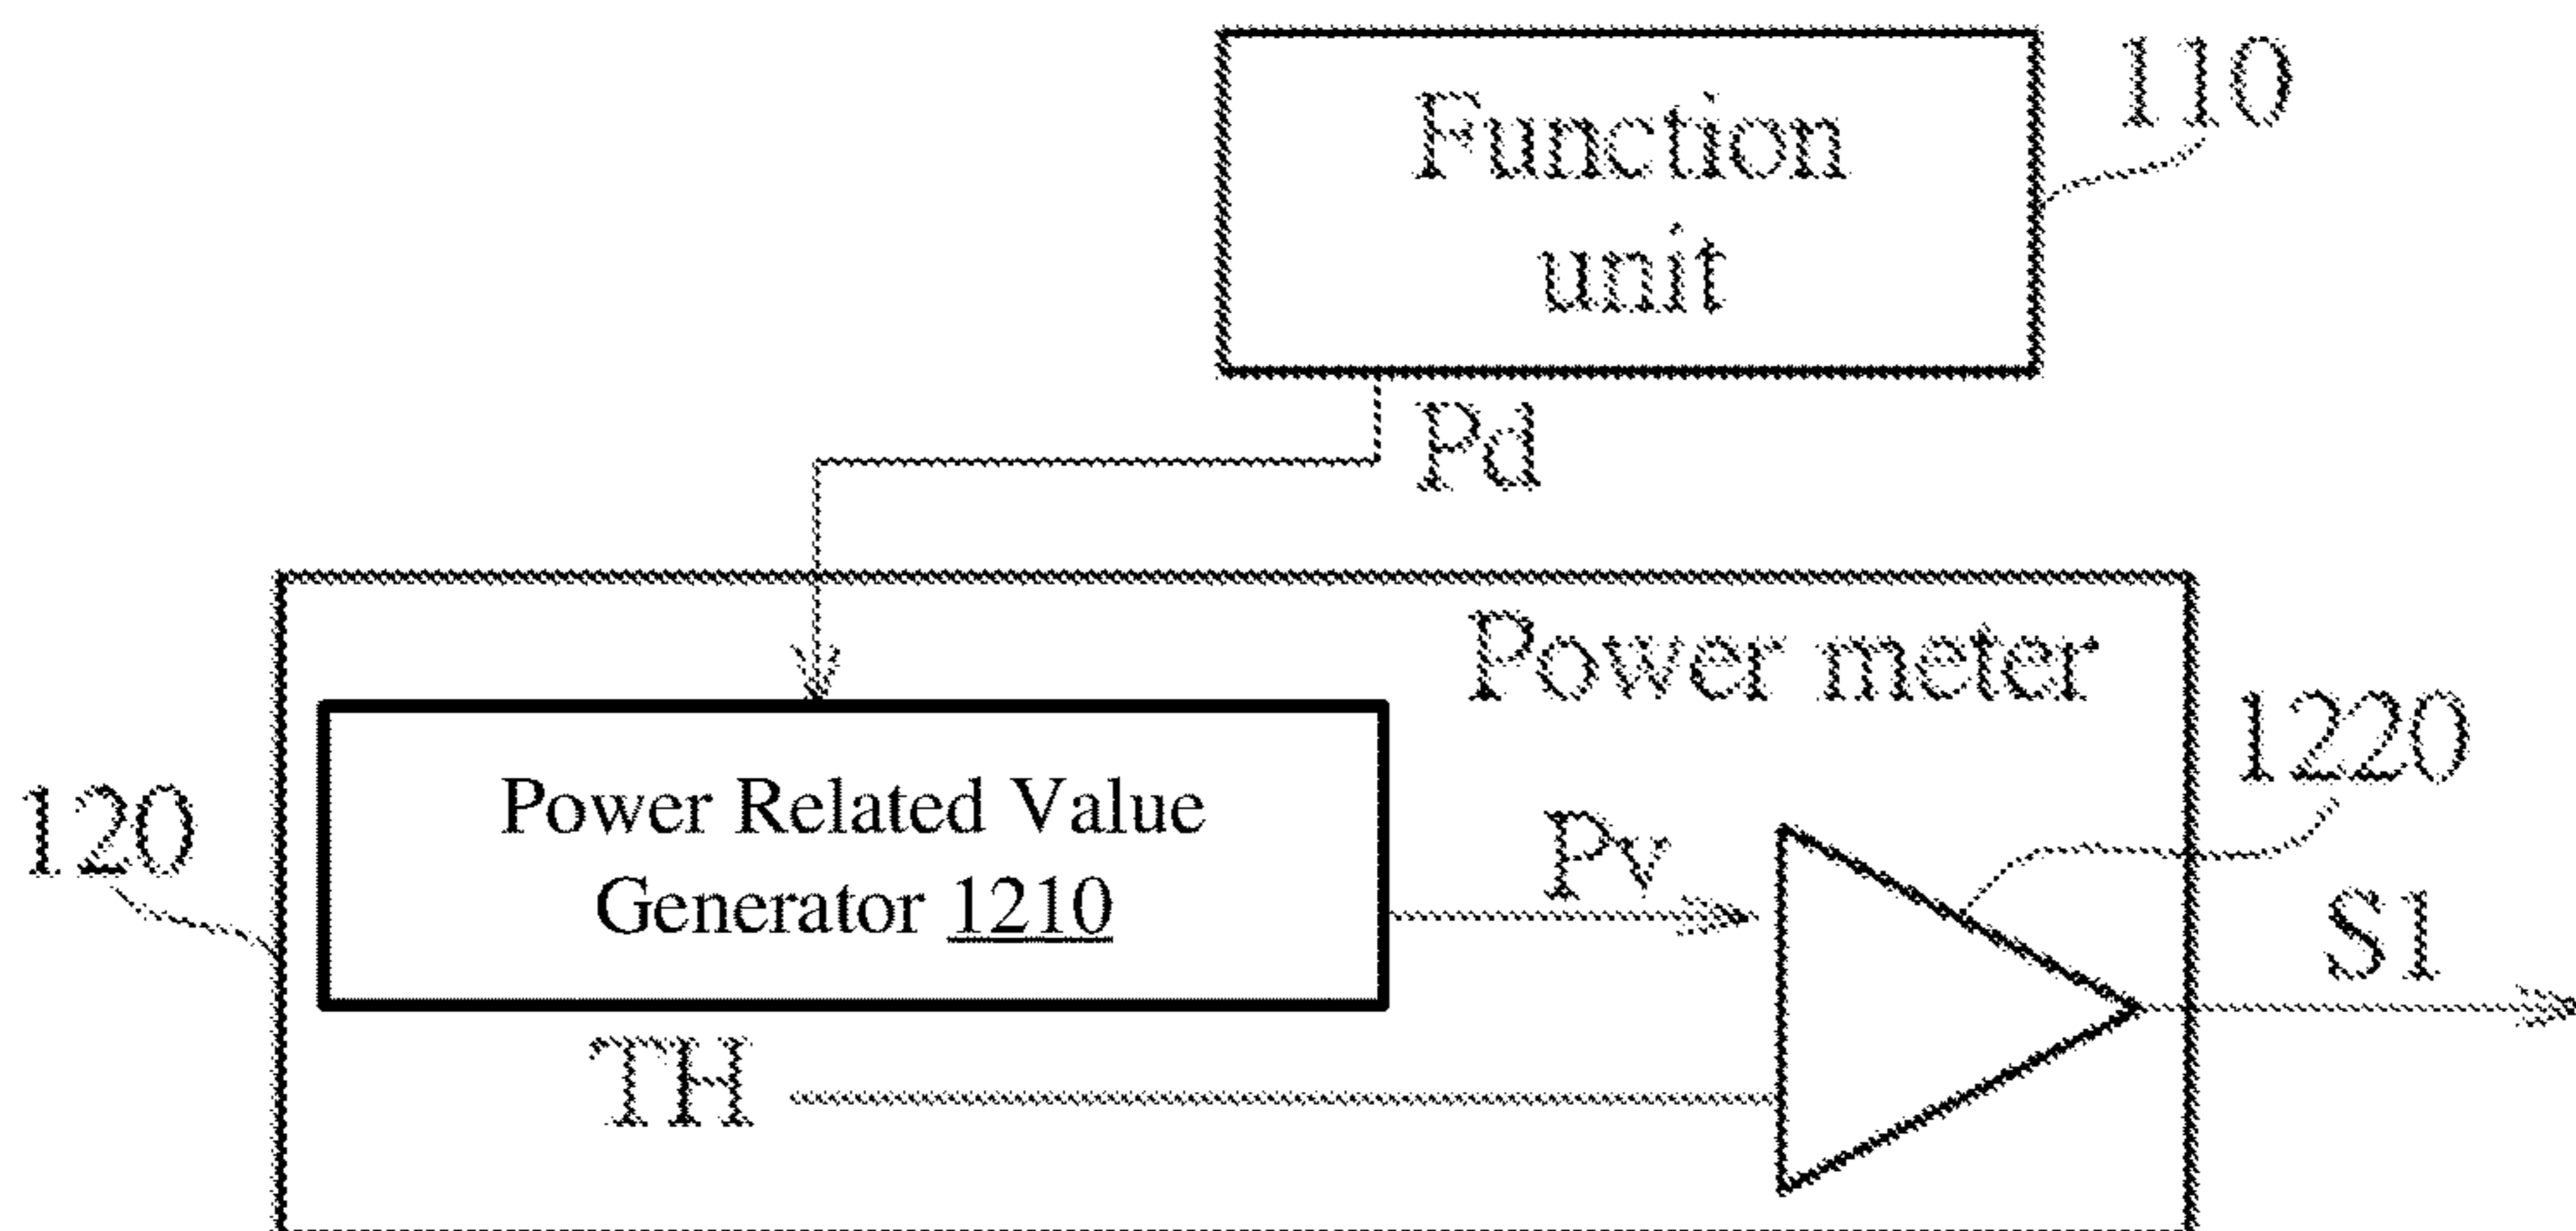 Function
unit
110
Pd
Power meter
Power Related Value
Generator 1210
120
Pv
1220
S1
TH